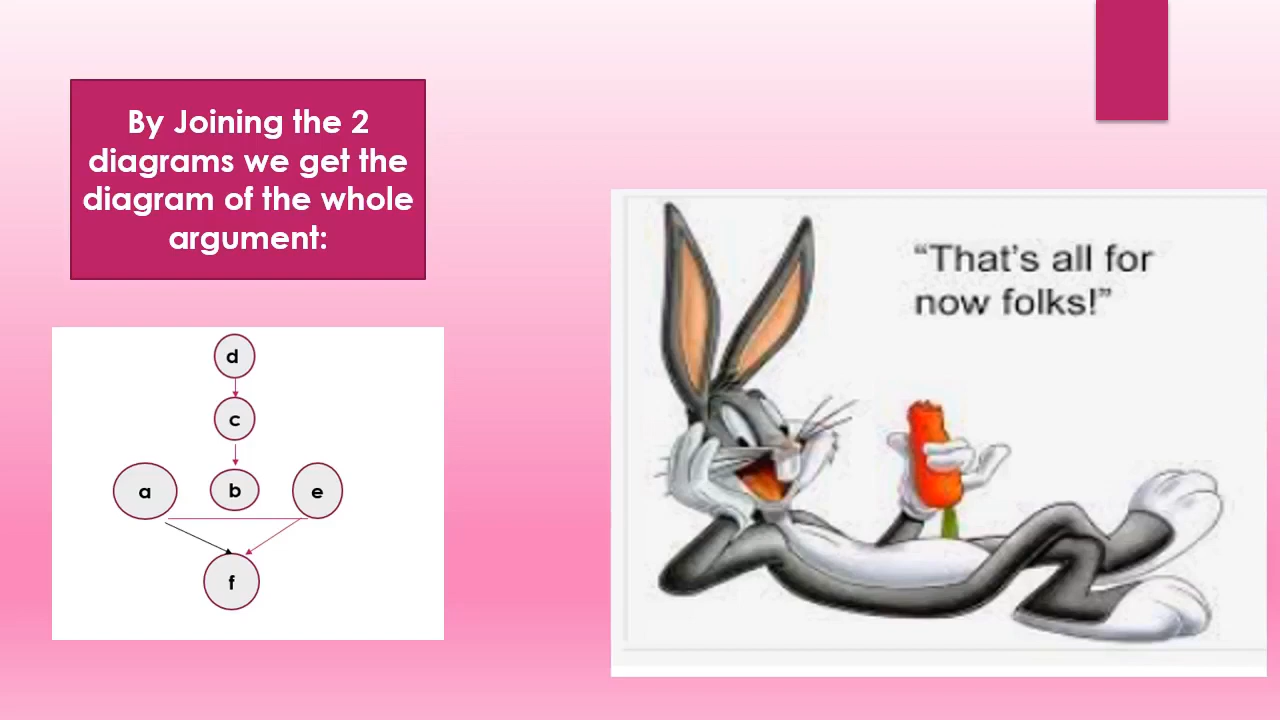 By Joining the 2
diagrams we get the
diagram of the whole
argument:
d
c
a b e
f
“That’s all for
now folks!”